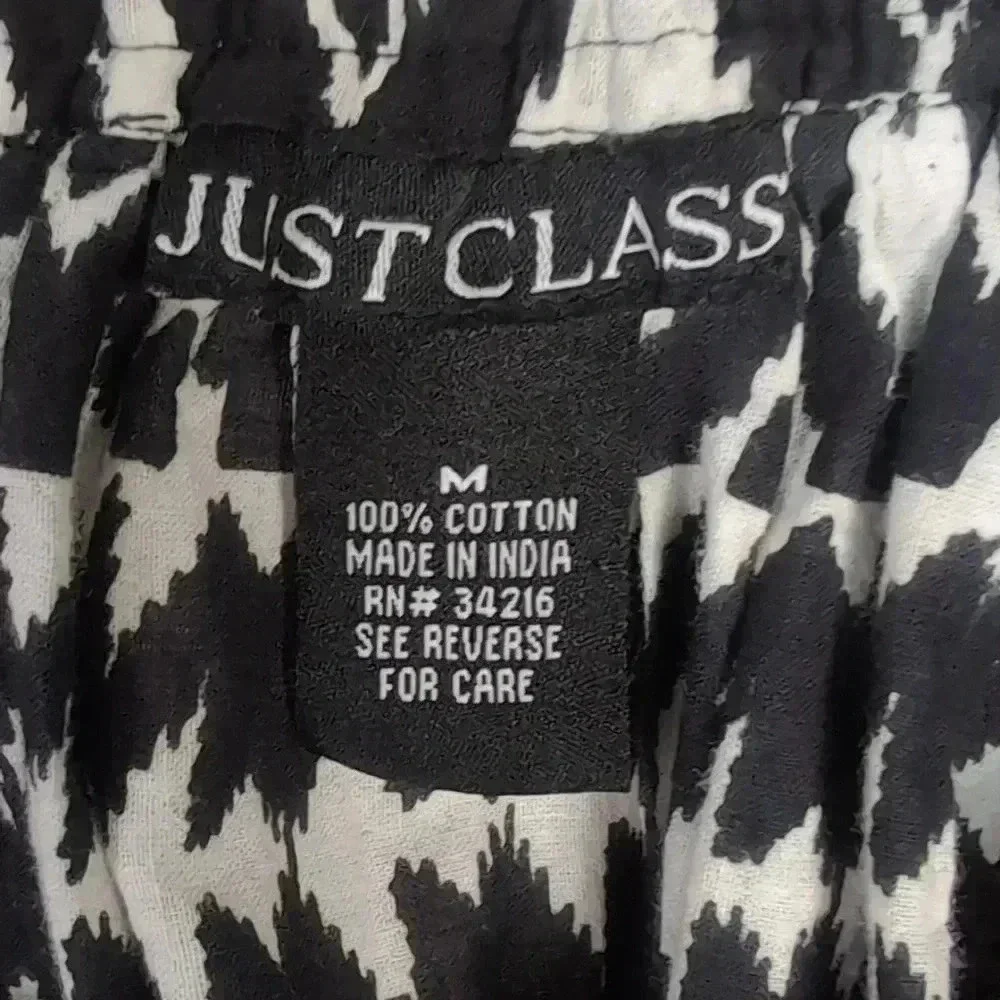 JUST CLASS
M
100% COTTON
MADE IN INDIA
RN# 34216
SEE REVERSE
FOR CARE